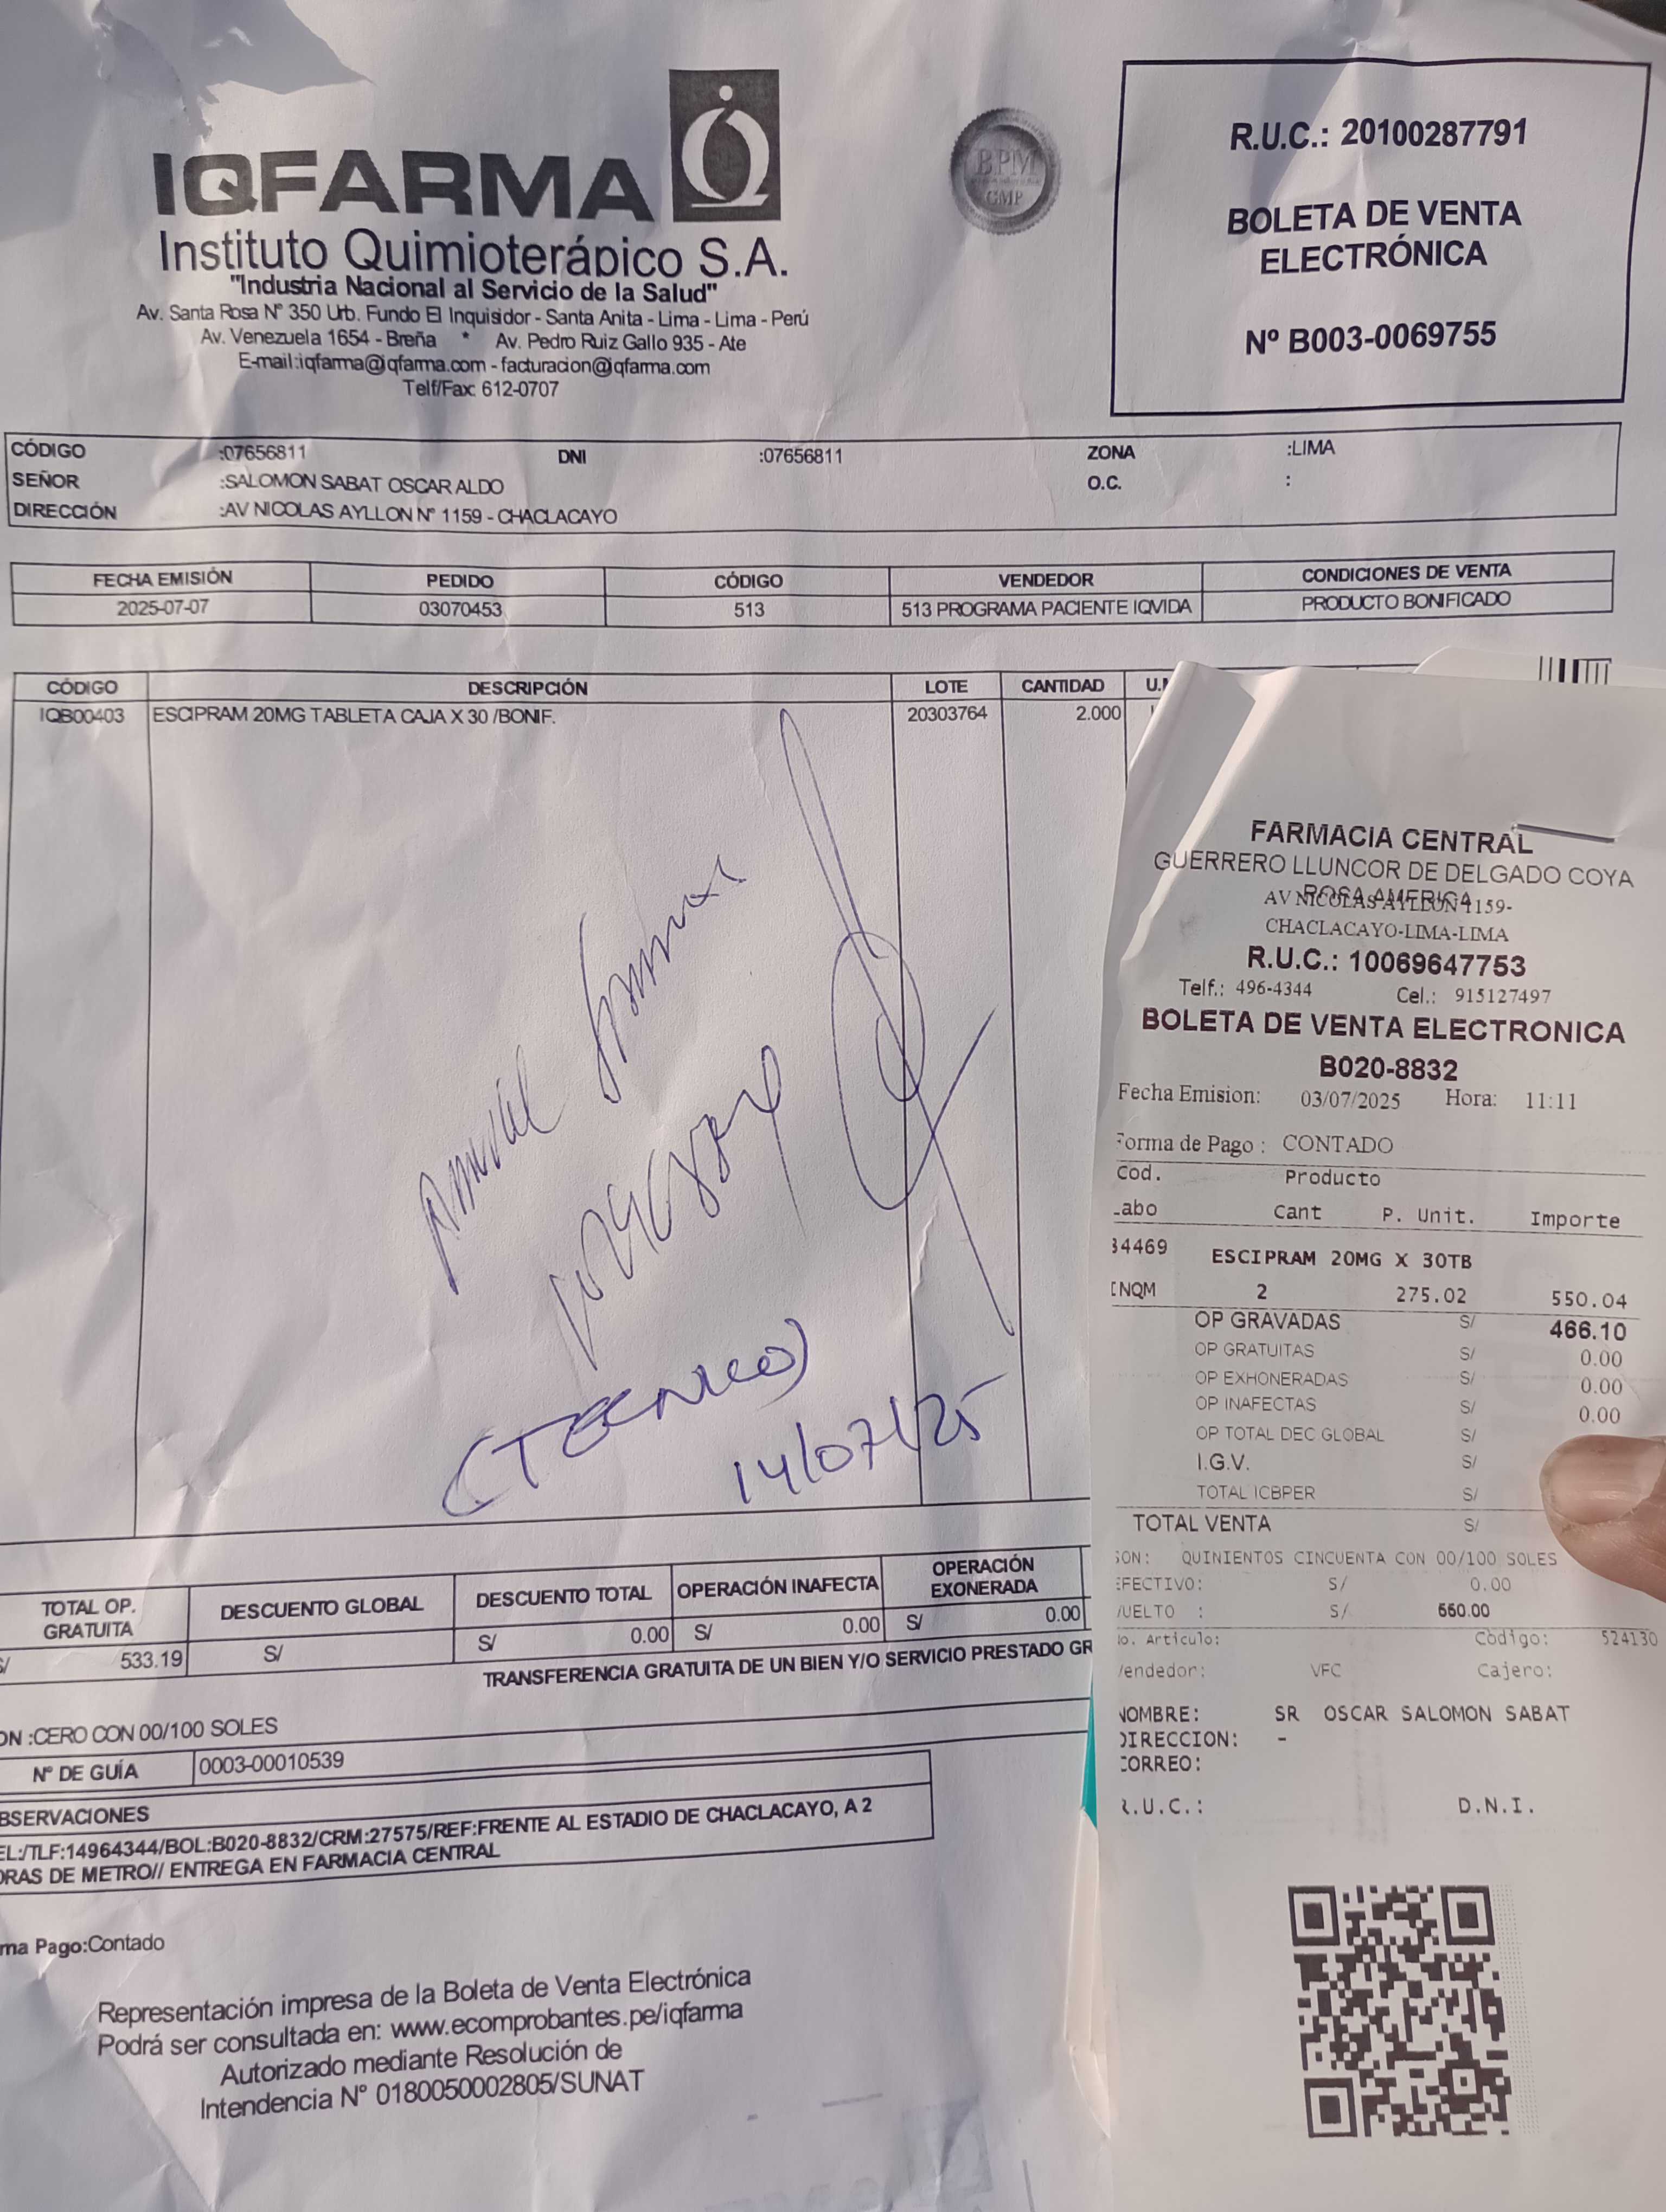 IQFARMA
Instituto Quimioterápico S.A.
"Industria Nacional al Servicio de la Salud"
Av. Santa Rosa N° 350 Urb. Fundo El Inquisidor - Santa Anita - Lima - Lima - Perú
Av. Venezuela 1654 - Breña * Av. Pedro Ruiz Gallo 935 - Ate
E-mail:iqfarma@iqfarma.com - facturacion@iqfarma.com
Telf/Fax: 612-0707
BPM
GMP
R.U.C.: 20100287791
BOLETA DE VENTA
ELECTRÓNICA
Nº B003-0069755
CÓDIGO :07656811 DNI :07656811 ZONA :LIMA
SEÑOR :SALOMON SABAT OSCAR ALDO O.C. :
DIRECCIÓN :AV NICOLAS AYLLON N° 1159 - CHACLACAYO
FECHA EMISIÓN PEDIDO CÓDIGO VENDEDOR CONDICIONES DE VENTA
2025-07-07 03070453 513 513 PROGRAMA PACIENTE IQVIDA PRODUCTO BONIFICADO
CÓDIGO DESCRIPCIÓN LOTE CANTIDAD U.
IQB00403 ESCIPRAM 20MG TABLETA CAJA X 30 /BONIF. 20303764 2.000
(TECNICO)
14/07/25
TOTAL OP. GRATUITA DESCUENTO GLOBAL DESCUENTO TOTAL OPERACIÓN INAFECTA OPERACIÓN EXONERADA
S/ 533.19 S/ S/ 0.00 S/ 0.00 S/ 0.00
TRANSFERENCIA GRATUITA DE UN BIEN Y/O SERVICIO PRESTADO GR
ON :CERO CON 00/100 SOLES
N° DE GUÍA 0003-00010539
BSERVACIONES
EL:/TLF:14964344/BOL:B020-8832/CRM:27575/REF:FRENTE AL ESTADIO DE CHACLACAYO, A 2
ORAS DE METRO// ENTREGA EN FARMACIA CENTRAL
ma Pago:Contado
Representación impresa de la Boleta de Venta Electrónica
Podrá ser consultada en: www.ecomprobantes.pe/iqfarma
Autorizado mediante Resolución de
Intendencia N° 0180050002805/SUNAT
FARMACIA CENTRAL
GUERRERO LLUNCOR DE DELGADO COYA
ROSA AMERICA
AV NICOLAS AYLLON 1159-
CHACLACAYO-LIMA-LIMA
R.U.C.: 10069647753
Telf.: 496-4344 Cel.: 915127497
BOLETA DE VENTA ELECTRONICA
B020-8832
Fecha Emision: 03/07/2025 Hora: 11:11
Forma de Pago : CONTADO
Cod. Producto
Labo Cant P. Unit. Importe
34469 ESCIPRAM 20MG X 30TB
INQM 2 275.02 550.04
OP GRAVADAS S/ 466.10
OP GRATUITAS S/ 0.00
OP EXHONERADAS S/ 0.00
OP INAFECTAS S/ 0.00
OP TOTAL DEC GLOBAL S/
I.G.V. S/
TOTAL ICBPER S/
TOTAL VENTA S/
SON: QUINIENTOS CINCUENTA CON 00/100 SOLES
EFECTIVO: S/ 0.00
VUELTO : S/ 550.00
No. Articulo: Código: 524130
Vendedor: VFC Cajero:
NOMBRE: SR OSCAR SALOMON SABAT
DIRECCION: -
CORREO:
R.U.C.: D.N.I.